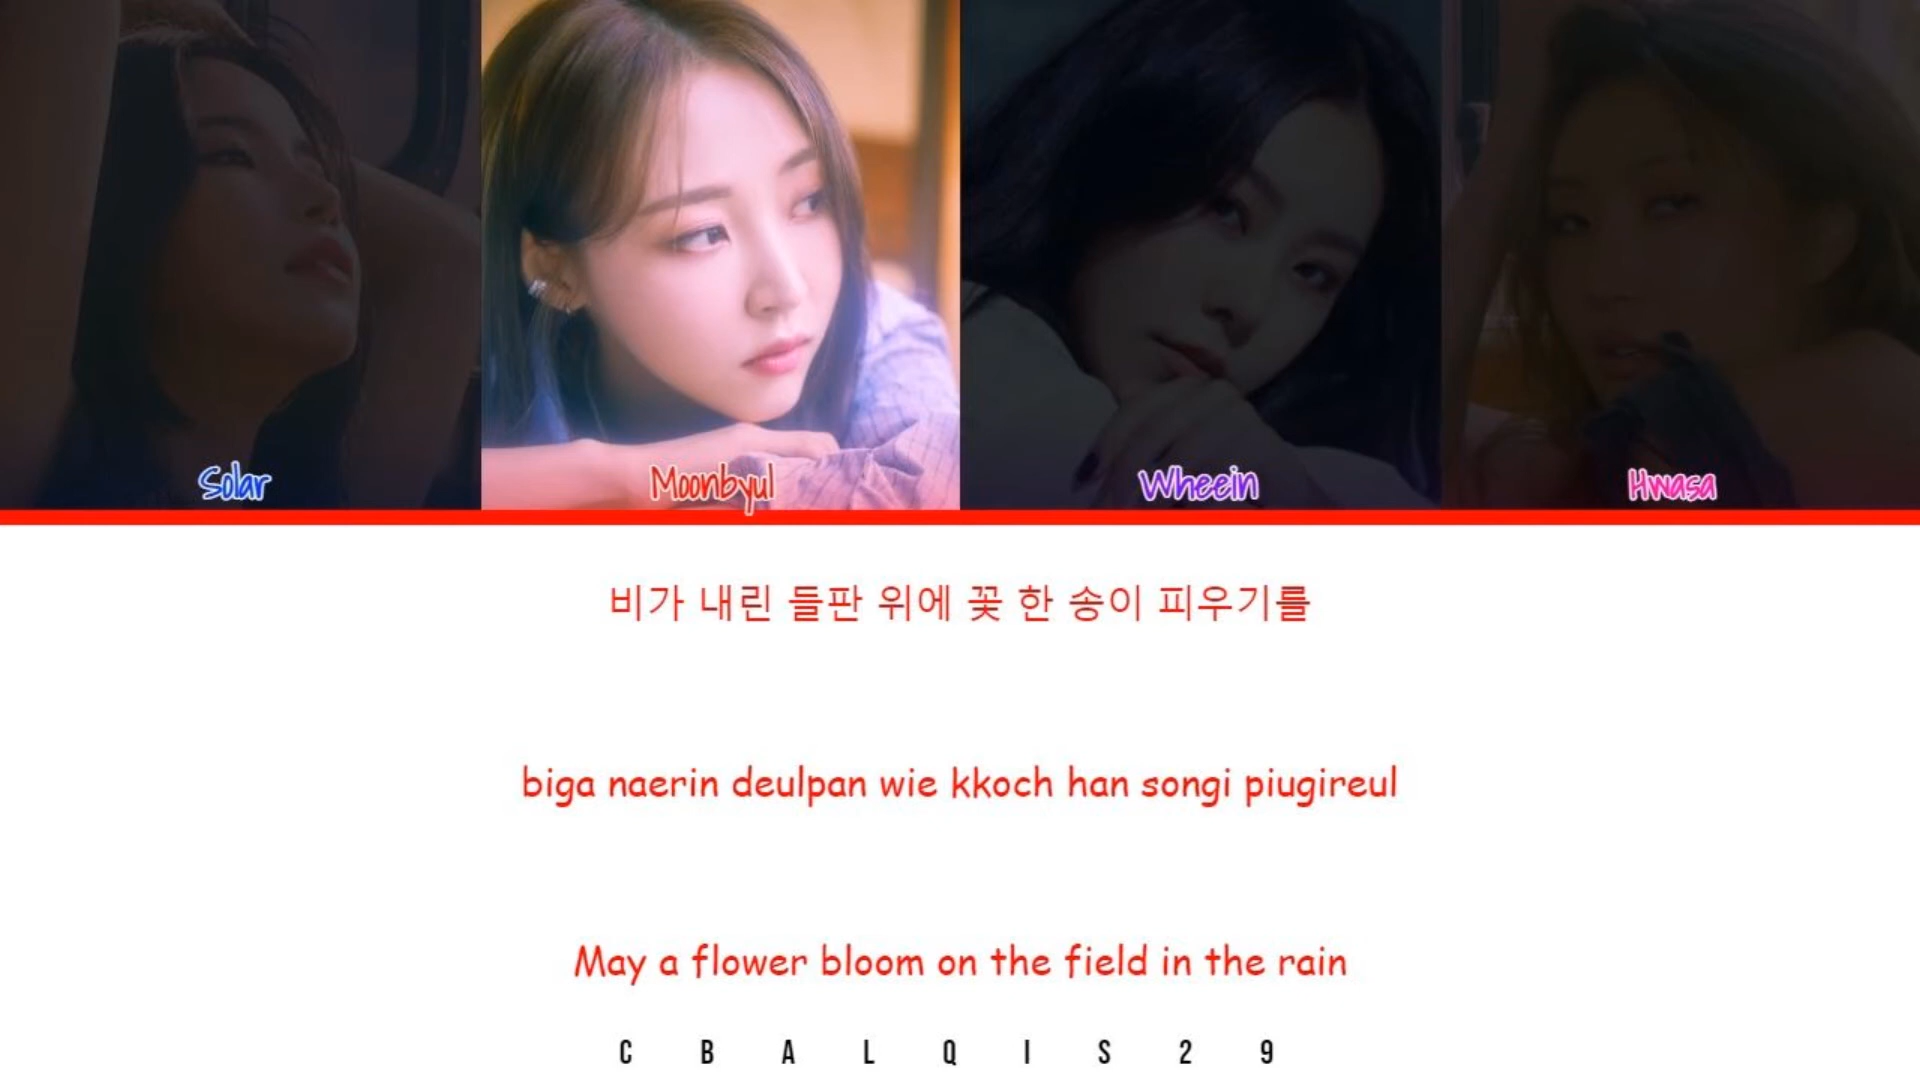 Solar Moonbyul Wheein Hwasa
비가 내린 들판 위에 꽃 한 송이 피우기를
biga naerin deulpan wie kkoch han songi piugireul
May a flower bloom on the field in the rain
C B A L Q I S 2 9